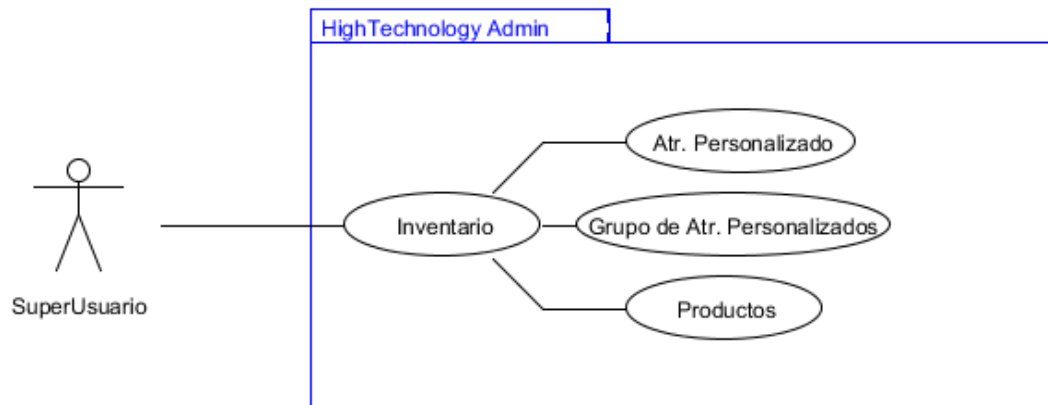 HighTechnology Admin
Atr. Personalizado
Inventario
Grupo de Atr. Personalizados
Productos
SuperUsuario